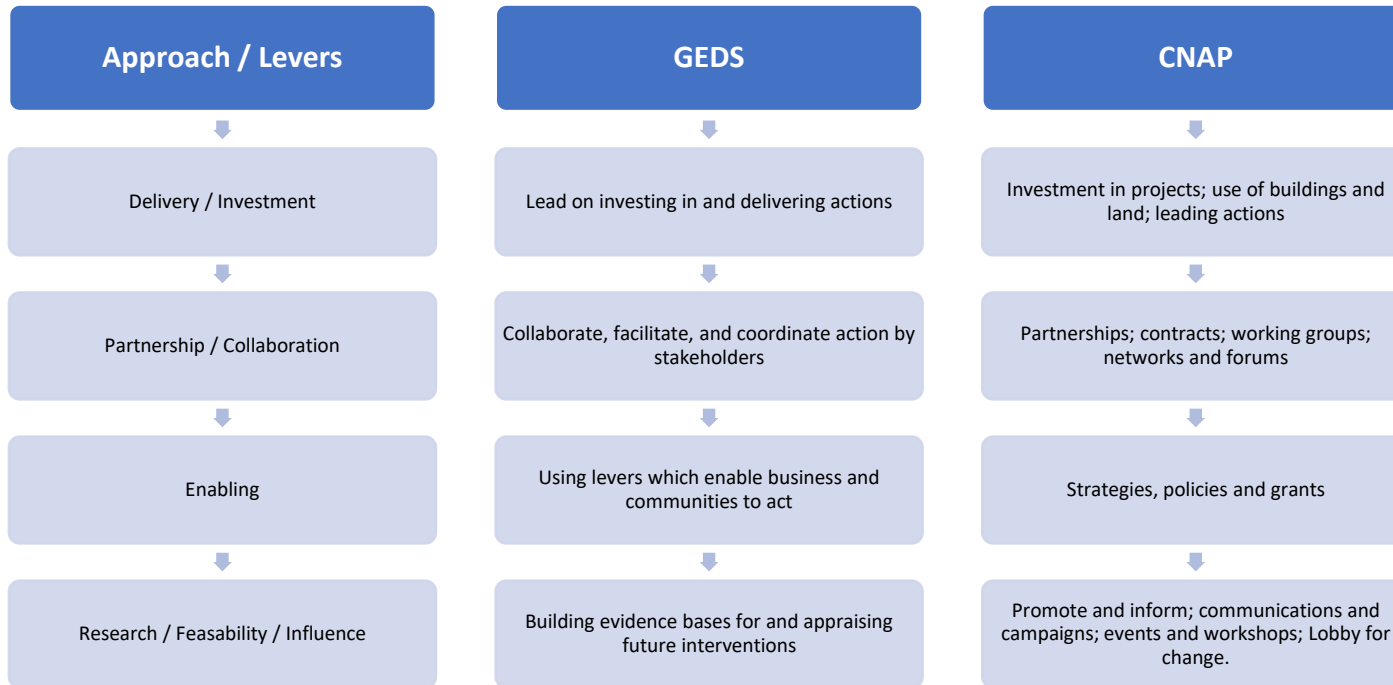 Approach / Levers
Delivery / Investment
Partnership / Collaboration
Enabling
Research / Feasability / Influence
GEDS
Lead on investing in and delivering actions
Collaborate, facilitate, and coordinate action by
stakeholders
Using levers which enable business and
communities to act
Building evidence bases for and appraising
future interventions
CNAP
Investment in projects; use of buildings and
land; leading actions
Partnerships; contracts; working groups;
networks and forums
Strategies, policies and grants
Promote and inform; communications and
campaigns; events and workshops; Lobby for
change.